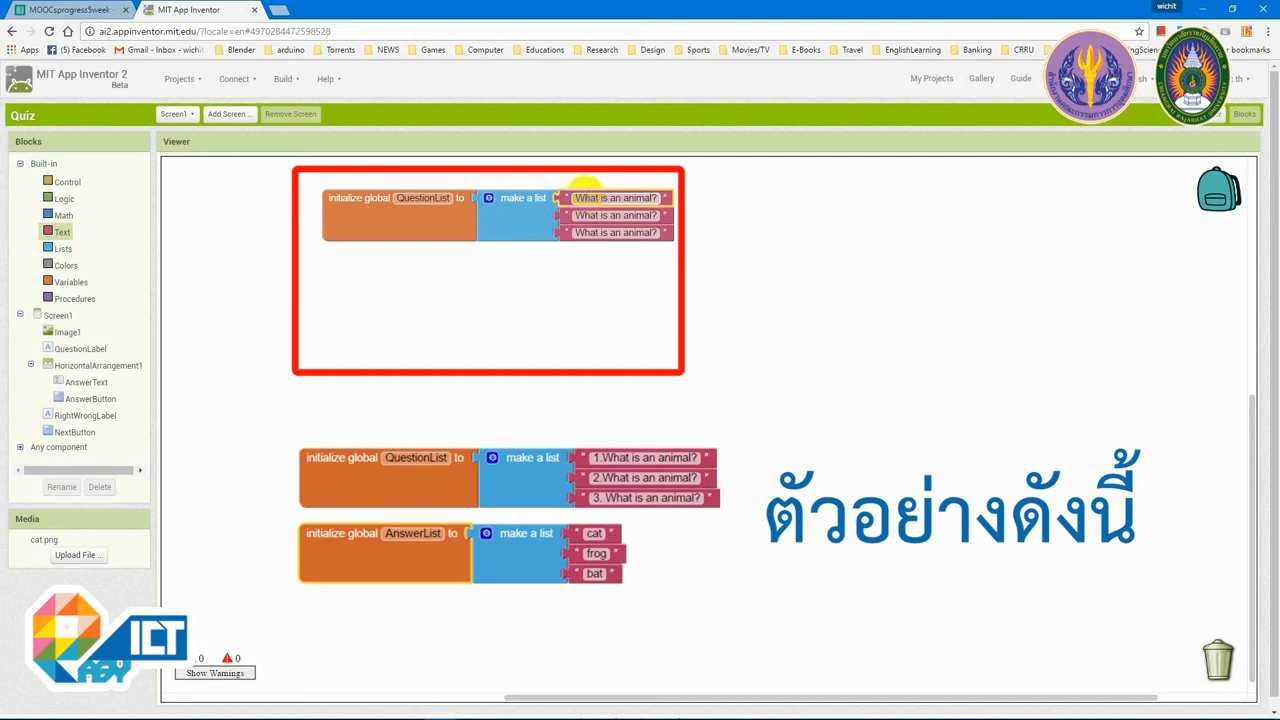 MOOCsprogress5week
MIT App Inventor
wichit
ai2.appinventor.mit.edu/?locale=en#4970284472598528
Apps
(5) Facebook
Gmail - Inbox - wichit
Blender
arduino
Torrents
NEWS
Games
Computer
Educations
Research
Design
Sports
Movies/TV
E-Books
Travel
EnglishLearning
Banking
CRRU
MIT App Inventor 2
Beta
Projects
Connect
Build
Help
My Projects
Gallery
Guide
Quiz
Screen1
Add Screen ...
Remove Screen
Blocks
Blocks
Viewer
Built-in
Control
Logic
Math
Text
Lists
Colors
Variables
Procedures
Screen1
Image1
QuestionLabel
HorizontalArrangement1
AnswerText
AnswerButton
RightWrongLabel
NextButton
Any component
Rename
Delete
Media
cat.png
Upload File ...
initialize global QuestionList to make a list " What is an animal? "
" What is an animal? "
" What is an animal? "
initialize global QuestionList to make a list " 1.What is an animal? "
" 2.What is an animal? "
" 3. What is an animal? "
initialize global AnswerList to make a list " cat "
" frog "
" bat "
ตัวอย่างดังนี้
ICT
0 0
Show Warnings